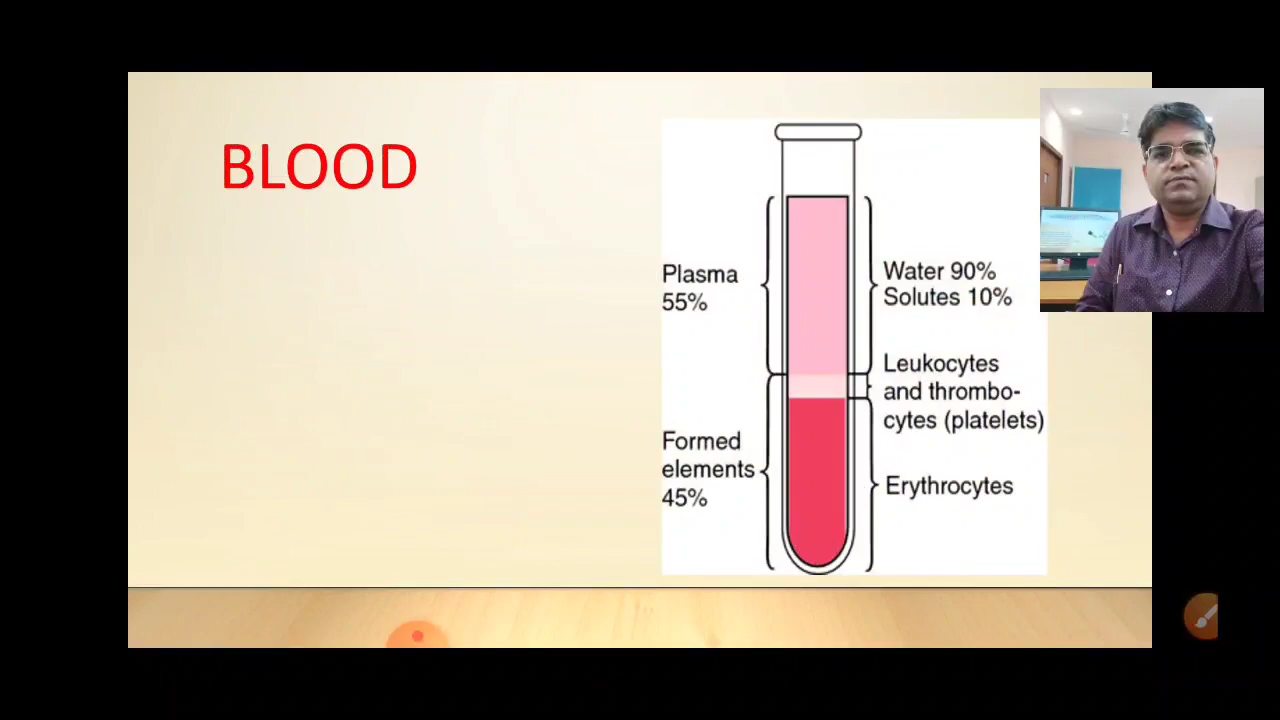 BLOOD
Plasma
55%
Water 90%
Solutes 10%
Leukocytes
and thrombo-
cytes (platelets)
Formed
elements
45%
Erythrocytes